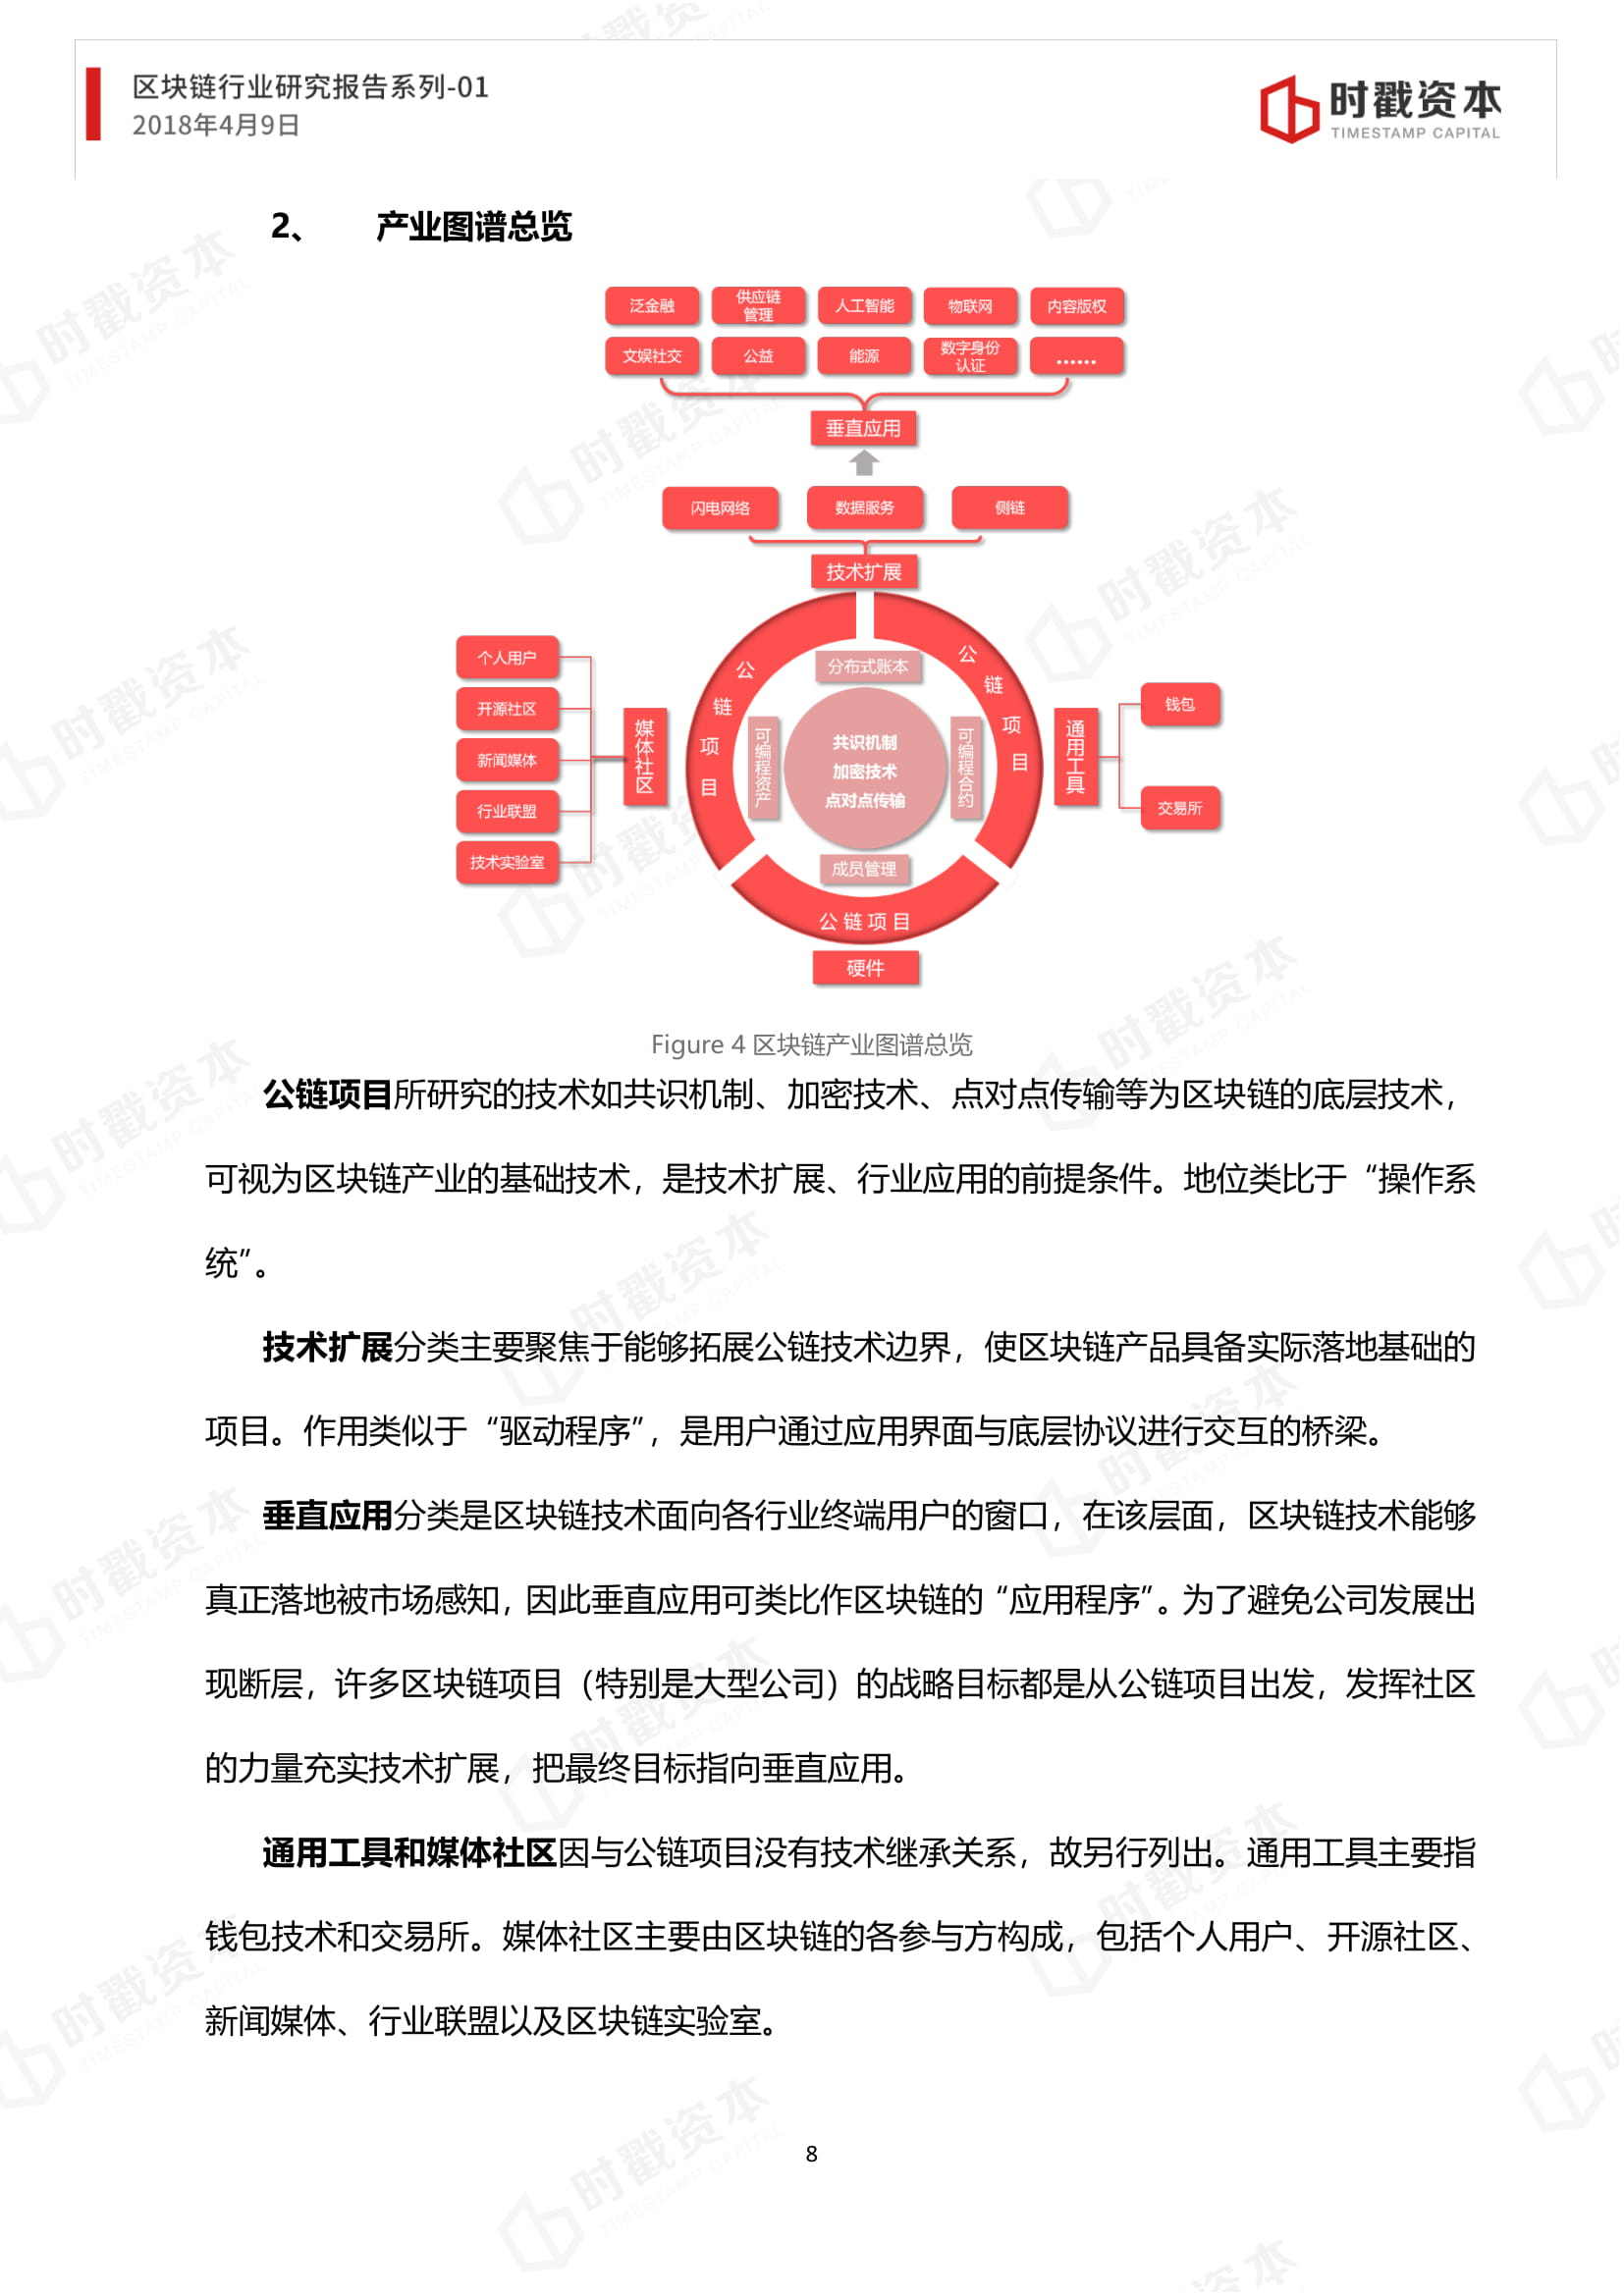 区块链行业研究报告系列-01
2018年4月9日
时戳资本
TIMESTAMP CAPITAL
2、 产业图谱总览
泛金融
供应链
管理
人工智能
物联网
内容版权
文娱社交
公益
能源
数字身份
认证
......
垂直应用
闪电网络
数据服务
侧链
技术扩展
个人用户
开源社区
新闻媒体
行业联盟
技术实验室
媒体社区
公链项目
分布式账本
可编程资产
共识机制
加密技术
点对点传输
可编程合约
成员管理
公链项目
公链项目
通用工具
钱包
交易所
硬件
Figure 4 区块链产业图谱总览
公链项目所研究的技术如共识机制、加密技术、点对点传输等为区块链的底层技术，
可视为区块链产业的基础技术，是技术扩展、行业应用的前提条件。地位类比于“操作系
统”。
技术扩展分类主要聚焦于能够拓展公链技术边界，使区块链产品具备实际落地基础的
项目。作用类似于“驱动程序”，是用户通过应用界面与底层协议进行交互的桥梁。
垂直应用分类是区块链技术面向各行业终端用户的窗口，在该层面，区块链技术能够
真正落地被市场感知，因此垂直应用可类比作区块链的“应用程序”。为了避免公司发展出
现断层，许多区块链项目（特别是大型公司）的战略目标都是从公链项目出发，发挥社区
的力量充实技术扩展，把最终目标指向垂直应用。
通用工具和媒体社区因与公链项目没有技术继承关系，故另行列出。通用工具主要指
钱包技术和交易所。媒体社区主要由区块链的各参与方构成，包括个人用户、开源社区、
新闻媒体、行业联盟以及区块链实验室。
8